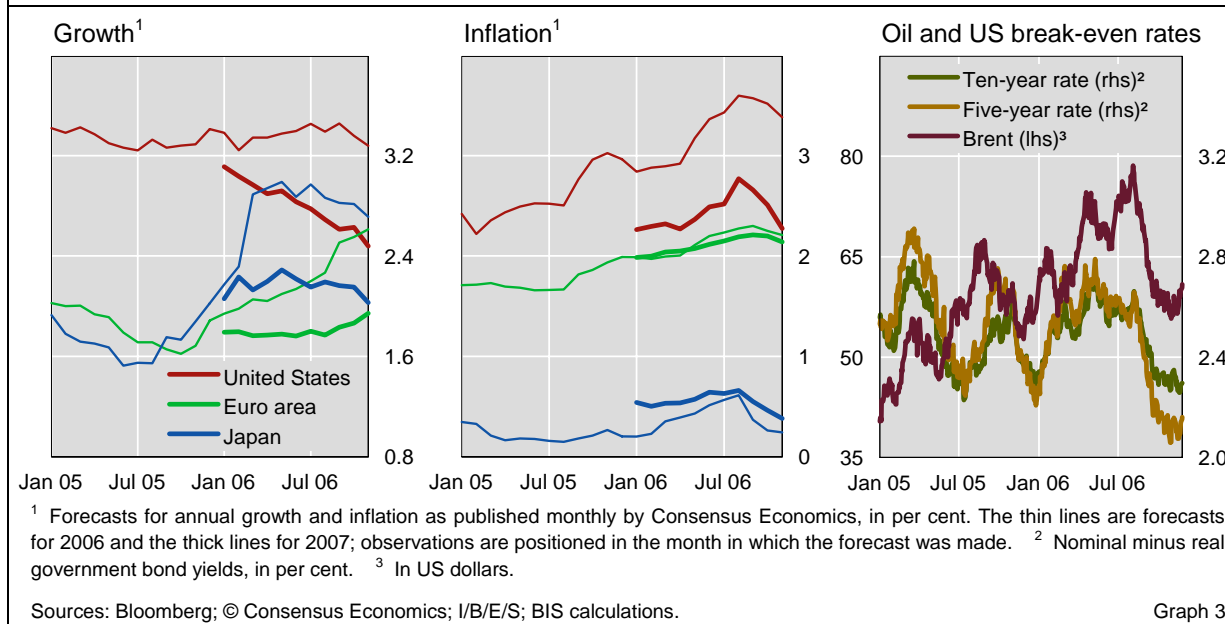 Growth¹
Inflation¹
Oil and US break-even rates
3.2
2.4
1.6
0.8
United States
Euro area
Japan
Jan 05 Jul 05 Jan 06 Jul 06
3
2
1
0
Jan 05 Jul 05 Jan 06 Jul 06
Ten-year rate (rhs)²
Five-year rate (rhs)²
Brent (lhs)³
80
65
50
35
3.2
2.8
2.4
2.0
Jan 05 Jul 05 Jan 06 Jul 06
¹ Forecasts for annual growth and inflation as published monthly by Consensus Economics, in per cent. The thin lines are forecasts
for 2006 and the thick lines for 2007; observations are positioned in the month in which the forecast was made. ² Nominal minus real
government bond yields, in per cent. ³ In US dollars.
Sources: Bloomberg; © Consensus Economics; I/B/E/S; BIS calculations. Graph 3